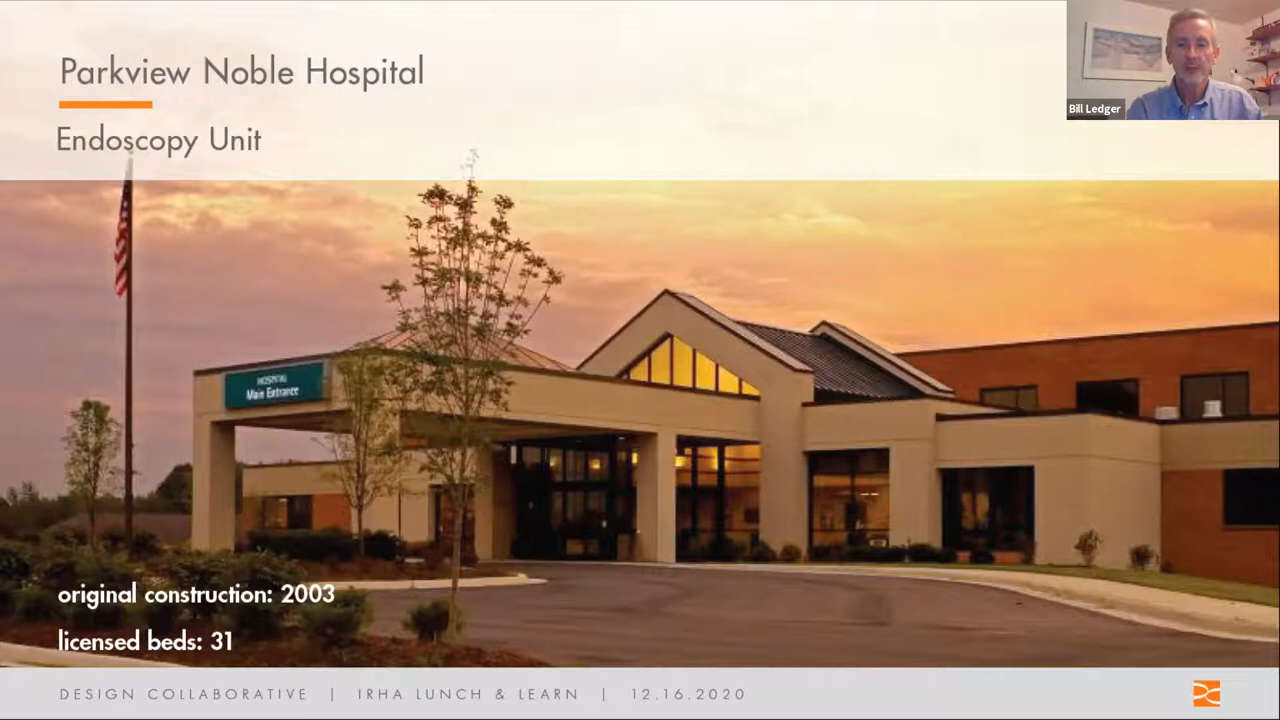 Parkview Noble Hospital
Bill Ledger
Endoscopy Unit
HOSPITAL
Main Entrance
original construction: 2003
licensed beds: 31
DESIGN COLLABORATIVE | IRHA LUNCH & LEARN | 12.16.2020